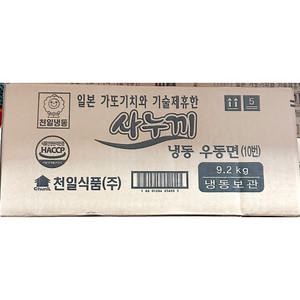 일본 가또기치와 기술제휴한
천일냉동
사누끼
5
HACCP
냉동 우동면(10번)
9.2 kg
냉동보관
천일식품(주)